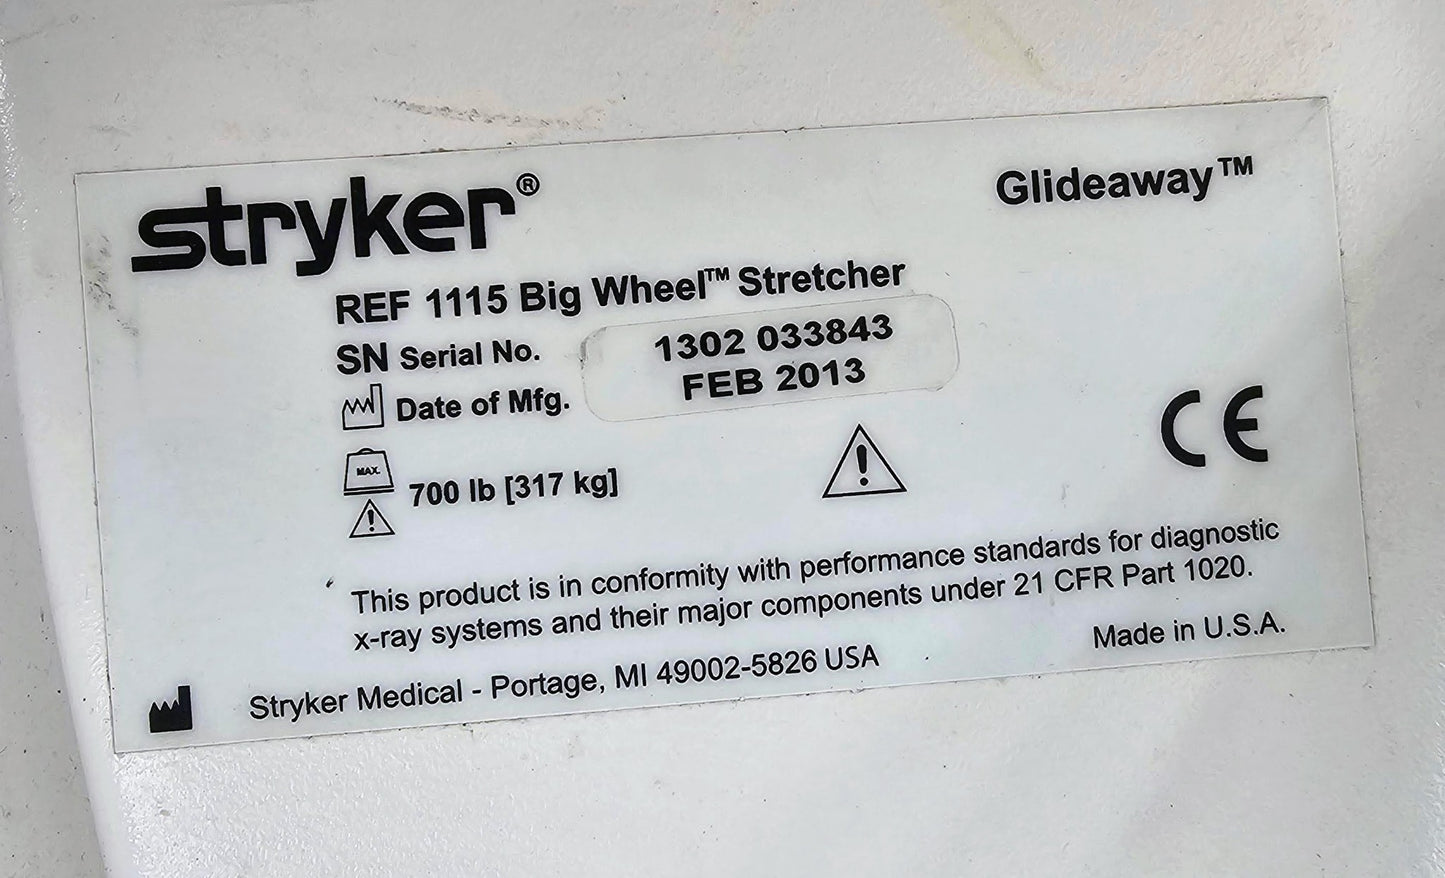 stryker®
Glideaway™
REF 1115 Big Wheel™ Stretcher
SN Serial No. 1302 033843
Date of Mfg. FEB 2013
MAX.
700 lb [317 kg]
CE
This product is in conformity with performance standards for diagnostic
x-ray systems and their major components under 21 CFR Part 1020.
Made in U.S.A.
Stryker Medical - Portage, MI 49002-5826 USA